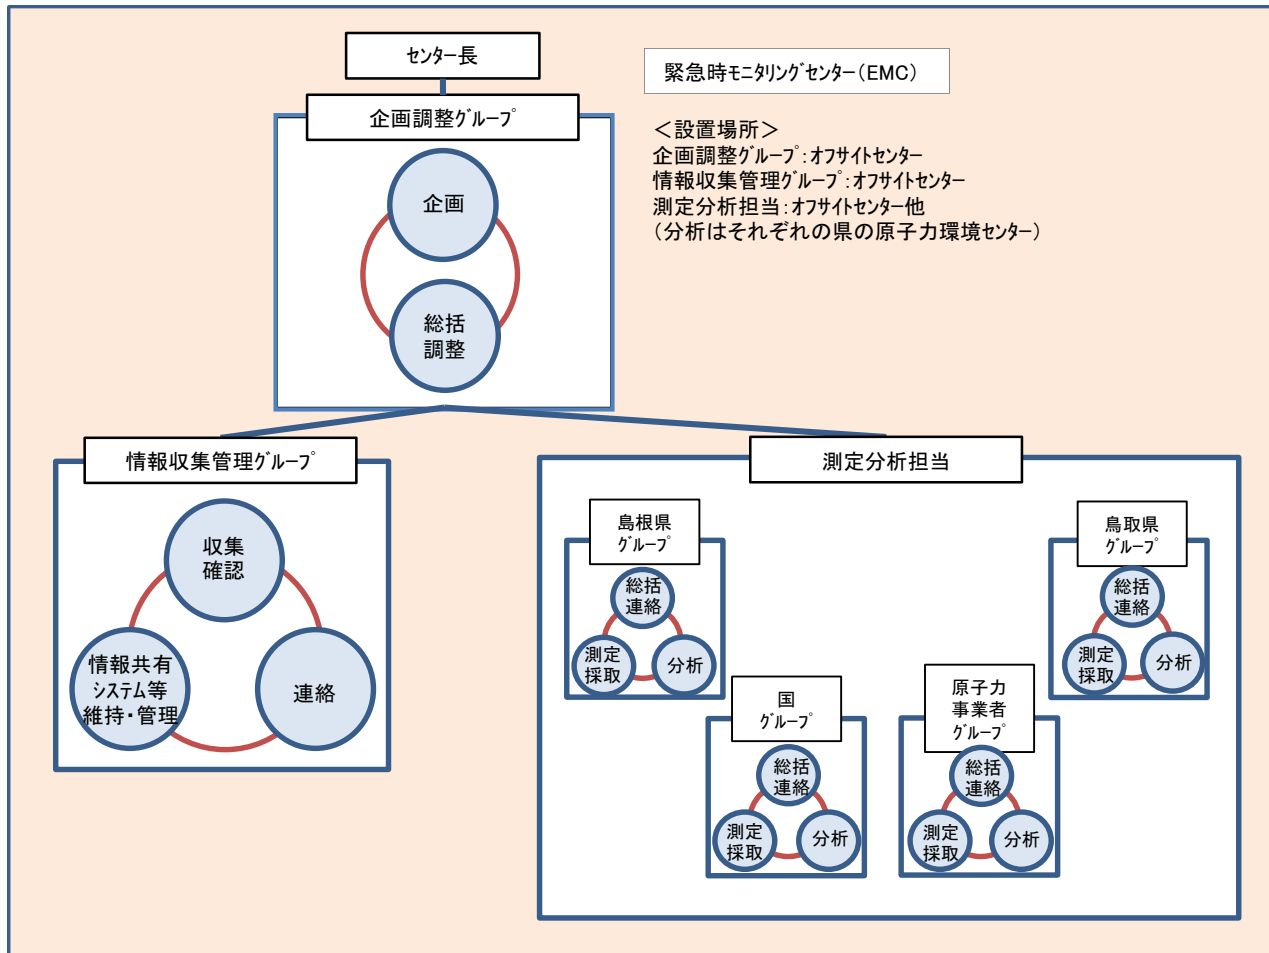 センター長
緊急時ﾓﾆﾀﾘﾝｸﾞセンター（EMC）
企画調整ｸﾞﾙｰﾌﾟ
＜設置場所＞
企画調整ｸﾞﾙｰﾌﾟ：ｵﾌｻｲﾄｾﾝﾀｰ
情報収集管理ｸﾞﾙｰﾌﾟ：ｵﾌｻｲﾄｾﾝﾀｰ
測定分析担当：ｵﾌｻｲﾄｾﾝﾀｰ他
（分析はそれぞれの県の原子力環境センター）
企画
総括
調整
情報収集管理ｸﾞﾙｰﾌﾟ
収集
確認
情報共有
ｼｽﾃﾑ等
維持・管理
連絡
測定分析担当
島根県
ｸﾞﾙｰﾌﾟ
総括
連絡
測定
採取
分析
鳥取県
ｸﾞﾙｰﾌﾟ
総括
連絡
測定
採取
分析
国
ｸﾞﾙｰﾌﾟ
総括
連絡
測定
採取
分析
原子力
事業者
ｸﾞﾙｰﾌﾟ
総括
連絡
測定
採取
分析